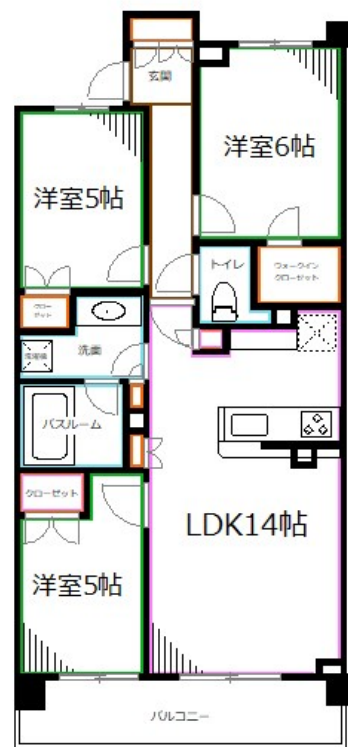 玄関
洋室6帖
洋室5帖
トイレ
ウォークイン
クローゼット
クロー
ゼット
洗面
洗濯機
バスルーム
クローゼット
LDK14帖
洋室5帖
バルコニー